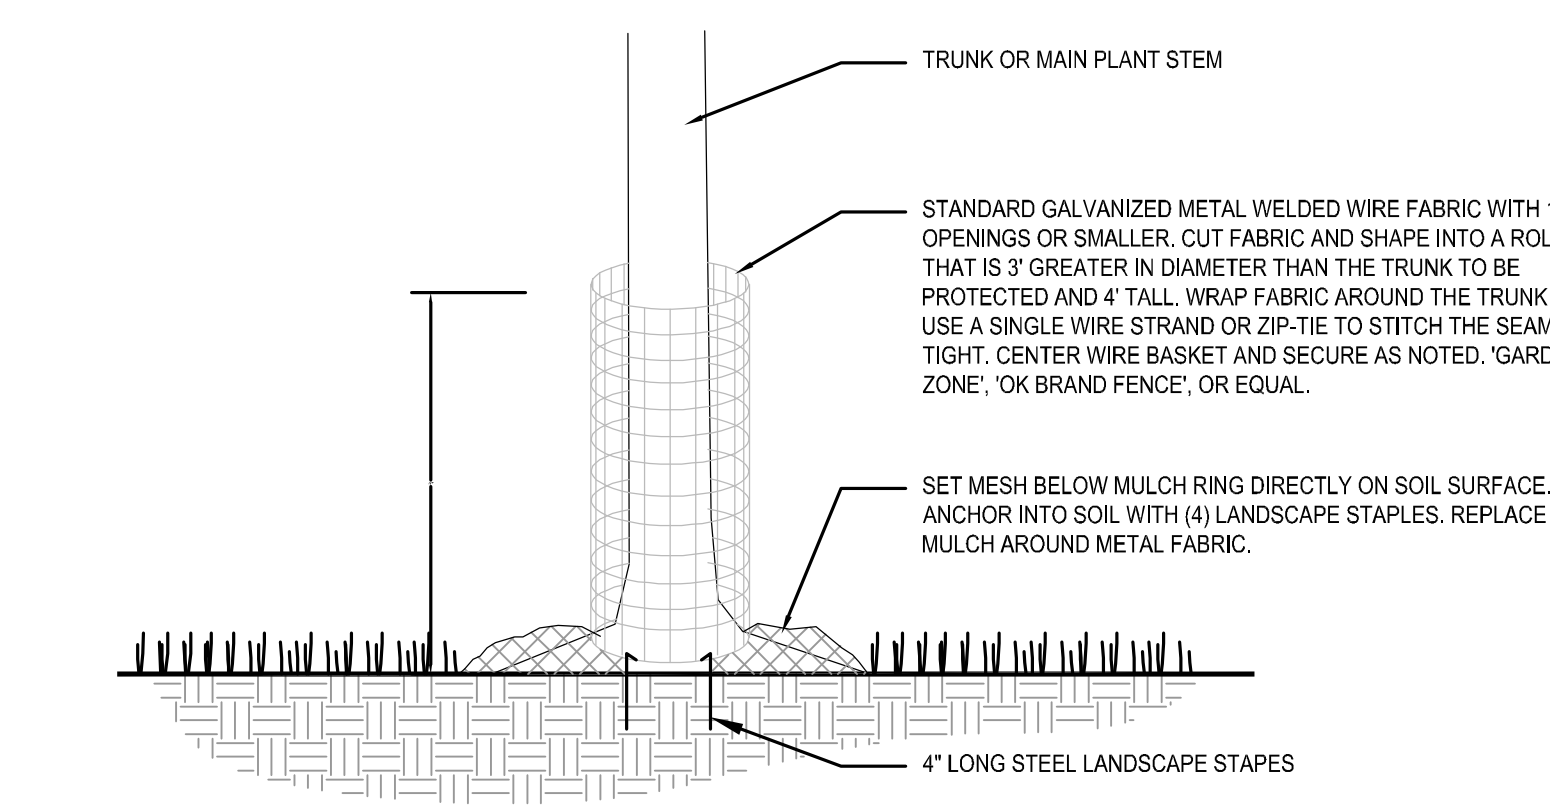 TRUNK OR MAIN PLANT STEM
STANDARD GALVANIZED METAL WELDED WIRE FABRIC WITH
OPENINGS OR SMALLER. CUT FABRIC AND SHAPE INTO A ROL
THAT IS 3' GREATER IN DIAMETER THAN THE TRUNK TO BE
PROTECTED AND 4' TALL. WRAP FABRIC AROUND THE TRUNK
USE A SINGLE WIRE STRAND OR ZIP-TIE TO STITCH THE SEAM
TIGHT. CENTER WIRE BASKET AND SECURE AS NOTED. 'GARD
ZONE', 'OK BRAND FENCE', OR EQUAL.
SET MESH BELOW MULCH RING DIRECTLY ON SOIL SURFACE.
ANCHOR INTO SOIL WITH (4) LANDSCAPE STAPLES. REPLACE
MULCH AROUND METAL FABRIC.
4" LONG STEEL LANDSCAPE STAPES